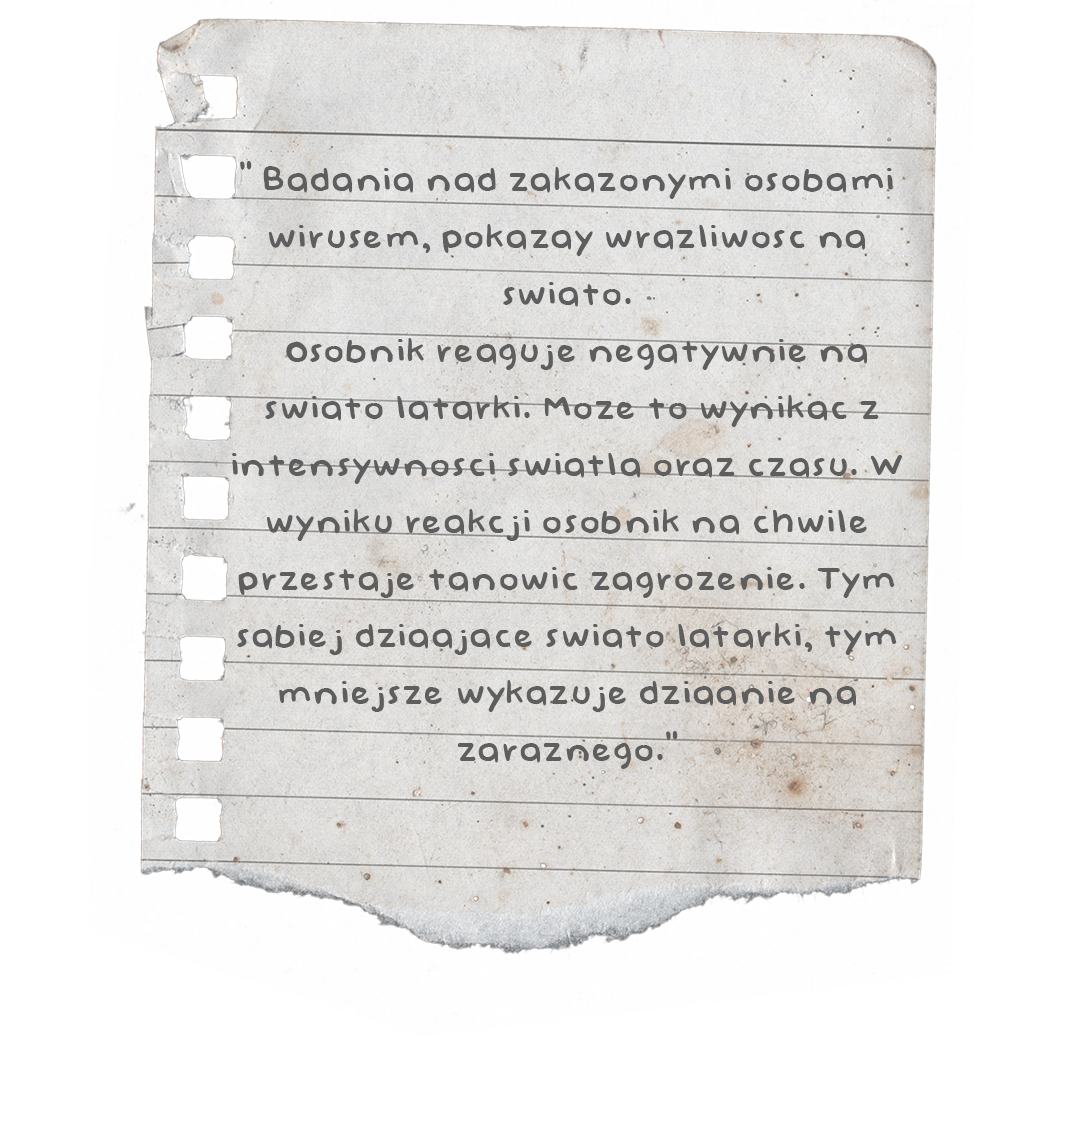 " Badania nad zakazonymi osobami
wirusem, pokazay wrazliwosc na
swiato.
Osobnik reaguje negatywnie na
swiato latarki. Moze to wynikac z
intensywnosci swiatla oraz czasu. W
wyniku reakcji osobnik na chwile
przestaje tanowic zagrozenie. Tym
sabiej dziaajace swiato latarki, tym
mniejsze wykazuje dziaanie na
zaraznego."